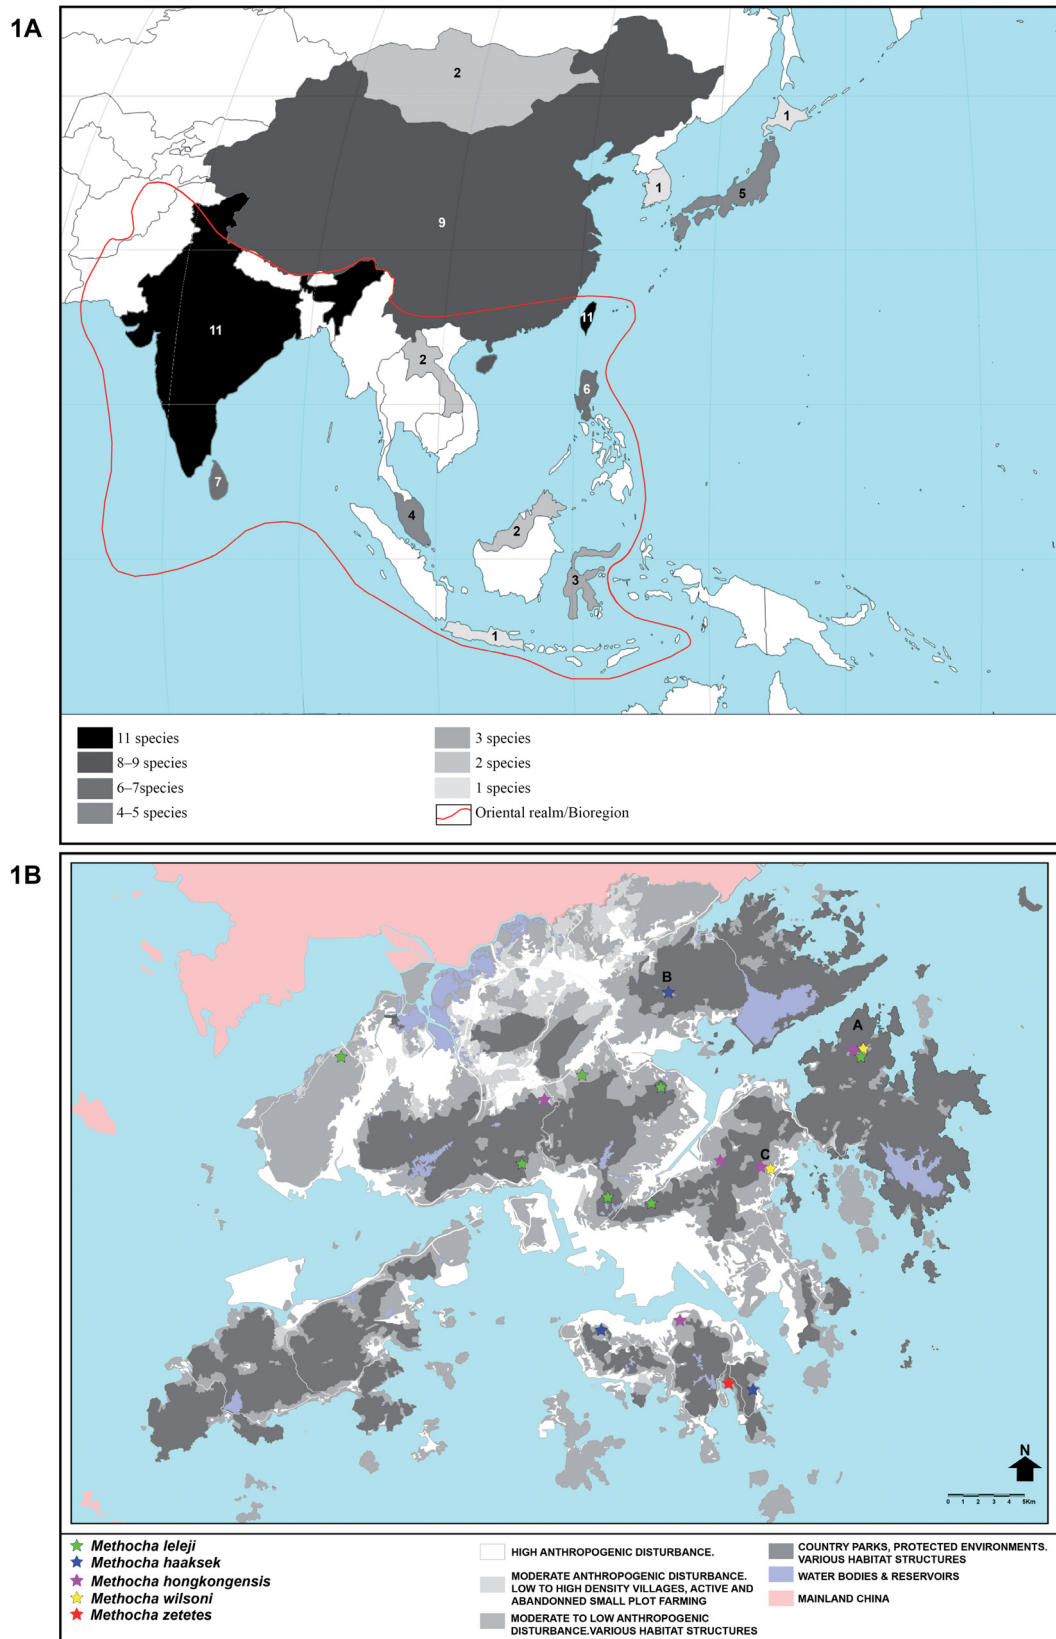 1A
2
1
1
5
9
11
11
2
6
7
4
2
3
1
11 species
8–9 species
6–7species
4–5 species
3 species
2 species
1 species
Oriental realm/Bioregion
1B
B
A
C
N
0 1 2 3 4 5Km
Methocha leleji
Methocha haaksek
Methocha hongkongensis
Methocha wilsoni
Methocha zetetes
HIGH ANTHROPOGENIC DISTURBANCE.
MODERATE ANTHROPOGENIC DISTURBANCE.
LOW TO HIGH DENSITY VILLAGES, ACTIVE AND
ABANDONNED SMALL PLOT FARMING
MODERATE TO LOW ANTHROPOGENIC
DISTURBANCE.VARIOUS HABITAT STRUCTURES
COUNTRY PARKS, PROTECTED ENVIRONMENTS.
VARIOUS HABITAT STRUCTURES
WATER BODIES & RESERVOIRS
MAINLAND CHINA